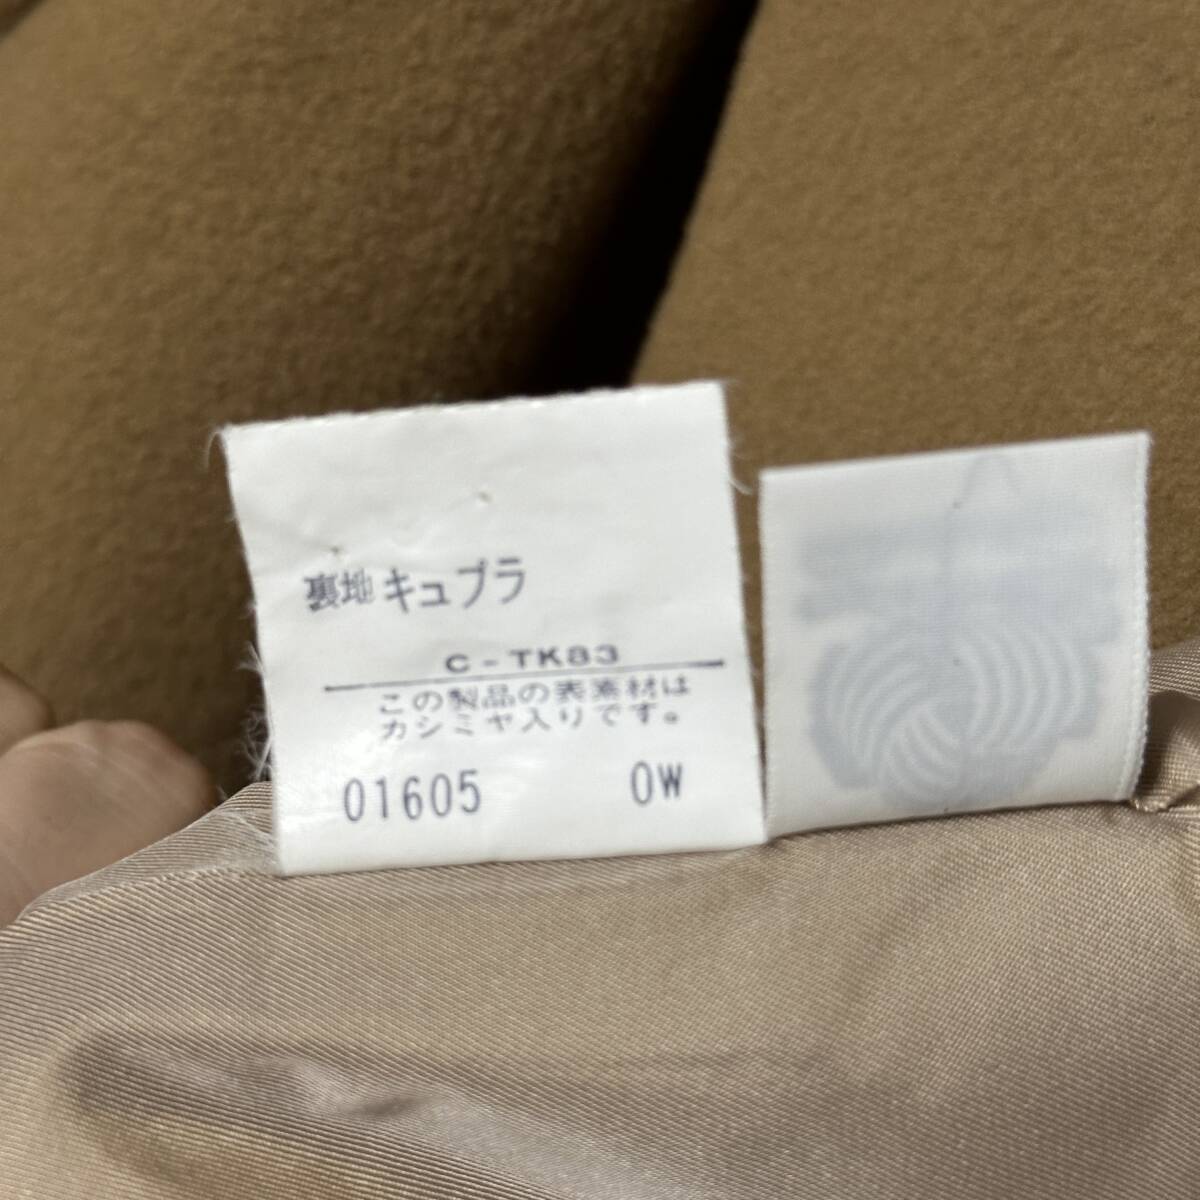 裏地キュプラ
C-TK83
この製品の表素材は
カシミヤ入りです。
01605 0W